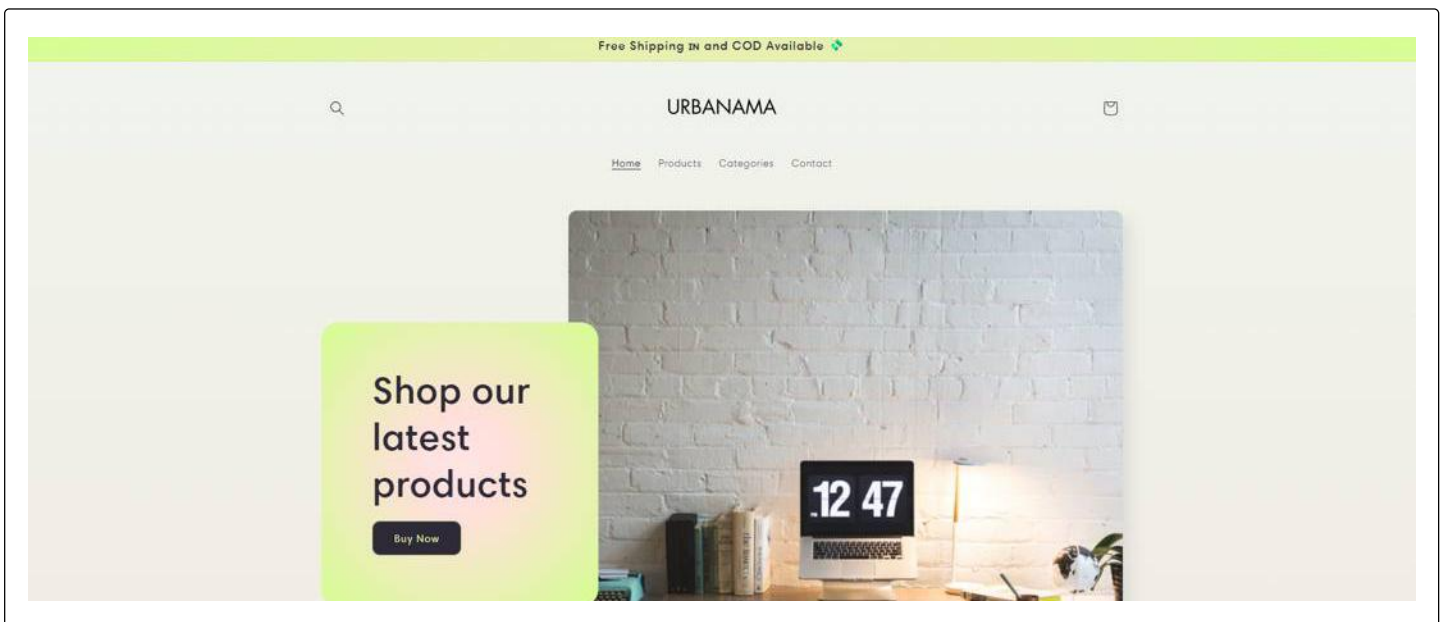 Free Shipping IN and COD Available
URBANAMA
Home Products Categories Contact
Shop our
latest
products
Buy Now
12 47